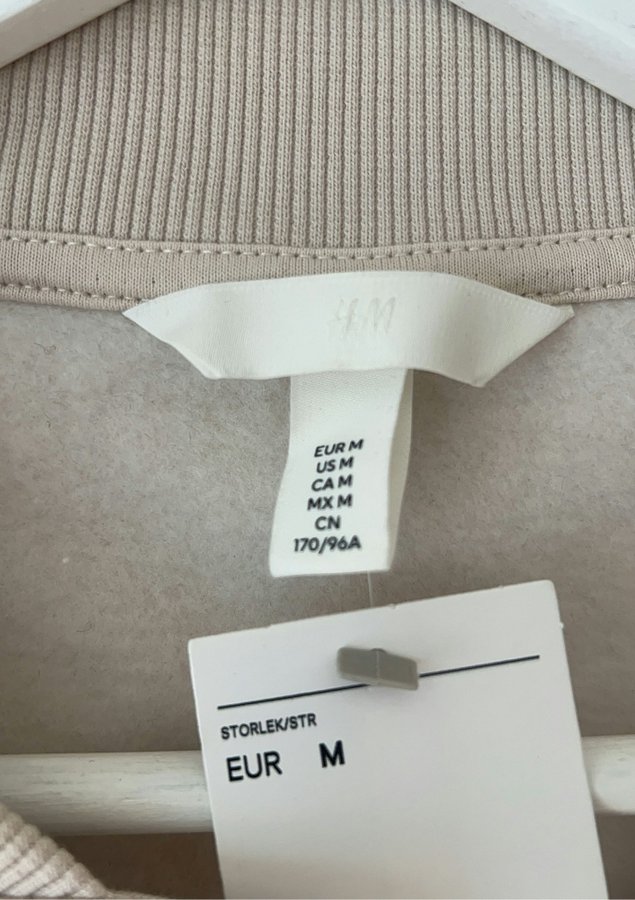 H&M
EUR M
US M
CA M
MX M
CN
170/96A
STORLEK/STR
EUR M